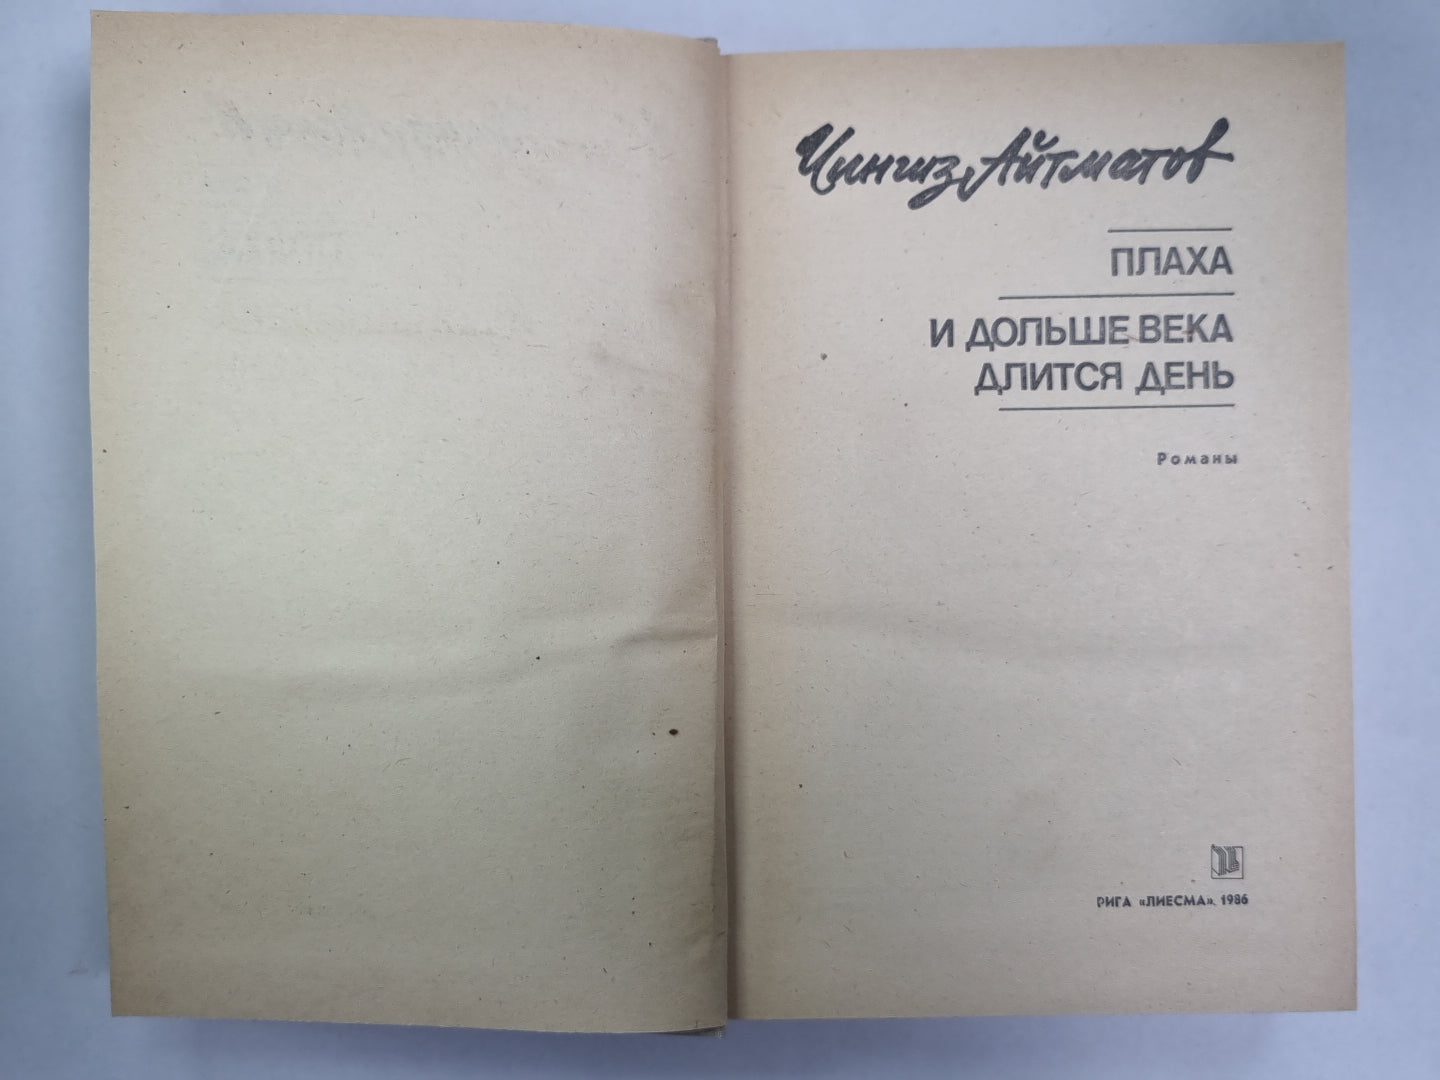 Чингиз Айтматов
ПЛАХА
И ДОЛЬШЕ ВЕКА
ДЛИТСЯ ДЕНЬ
Романы
РИГА «ЛИЕСМА», 1986